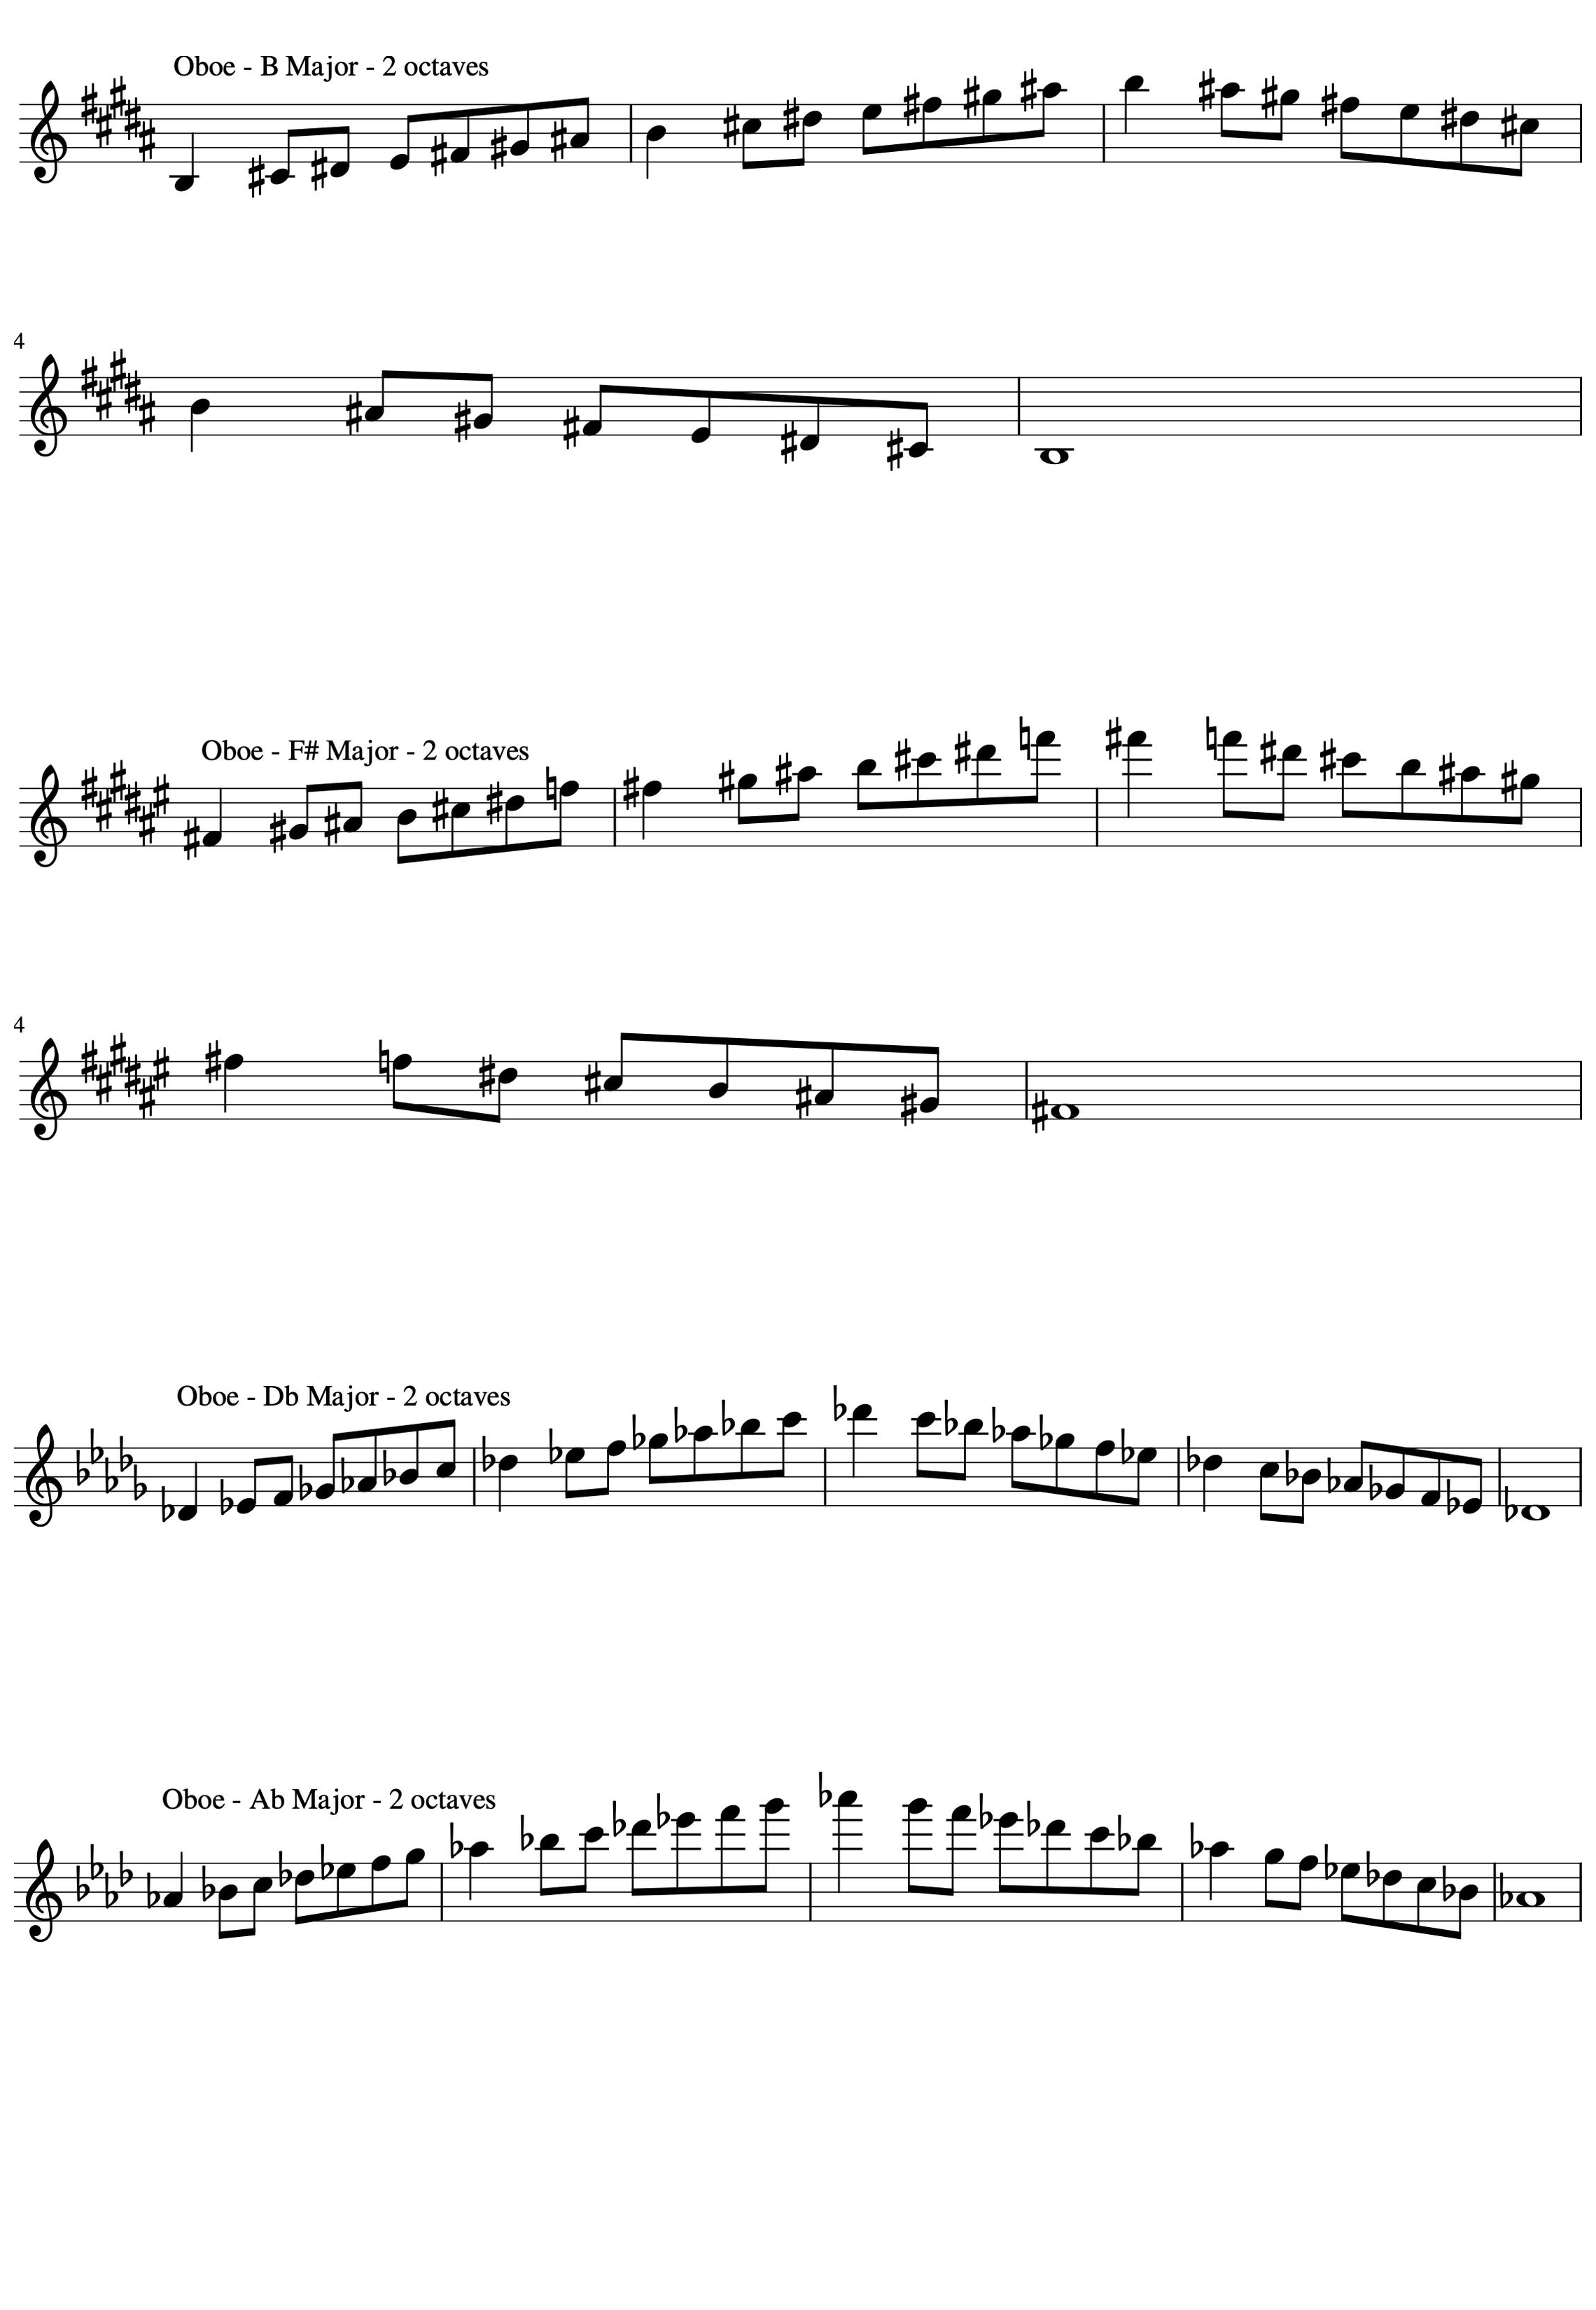 Oboe - B Major - 2 octaves
4
Oboe - F# Major - 2 octaves
4
Oboe - Db Major - 2 octaves
Oboe - Ab Major - 2 octaves